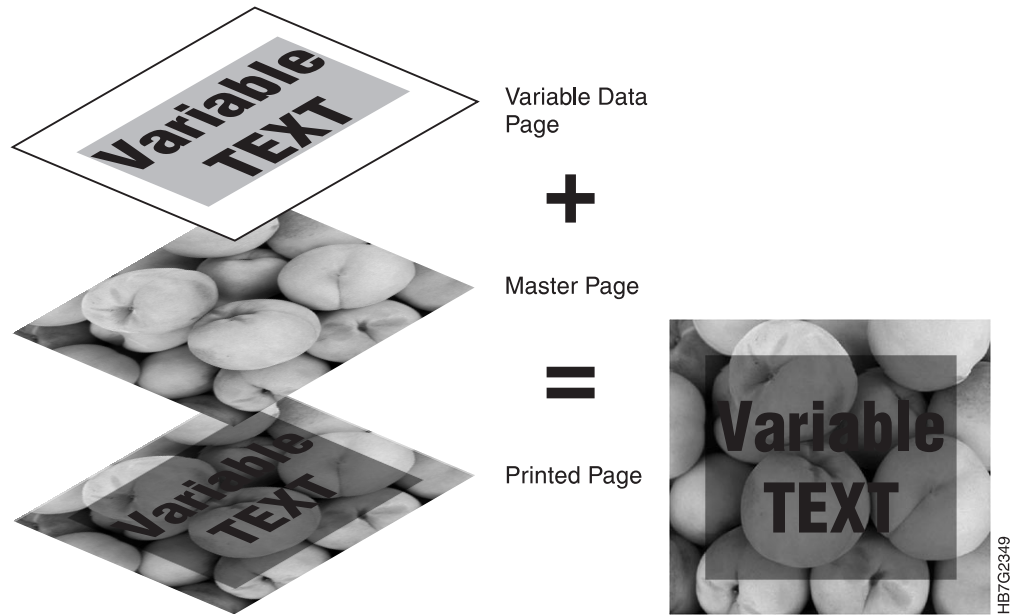 Variable
TEXT
Variable Data
Page
+
Master Page
=
Printed Page
Variable
TEXT
Variable
TEXT
HB7G2349